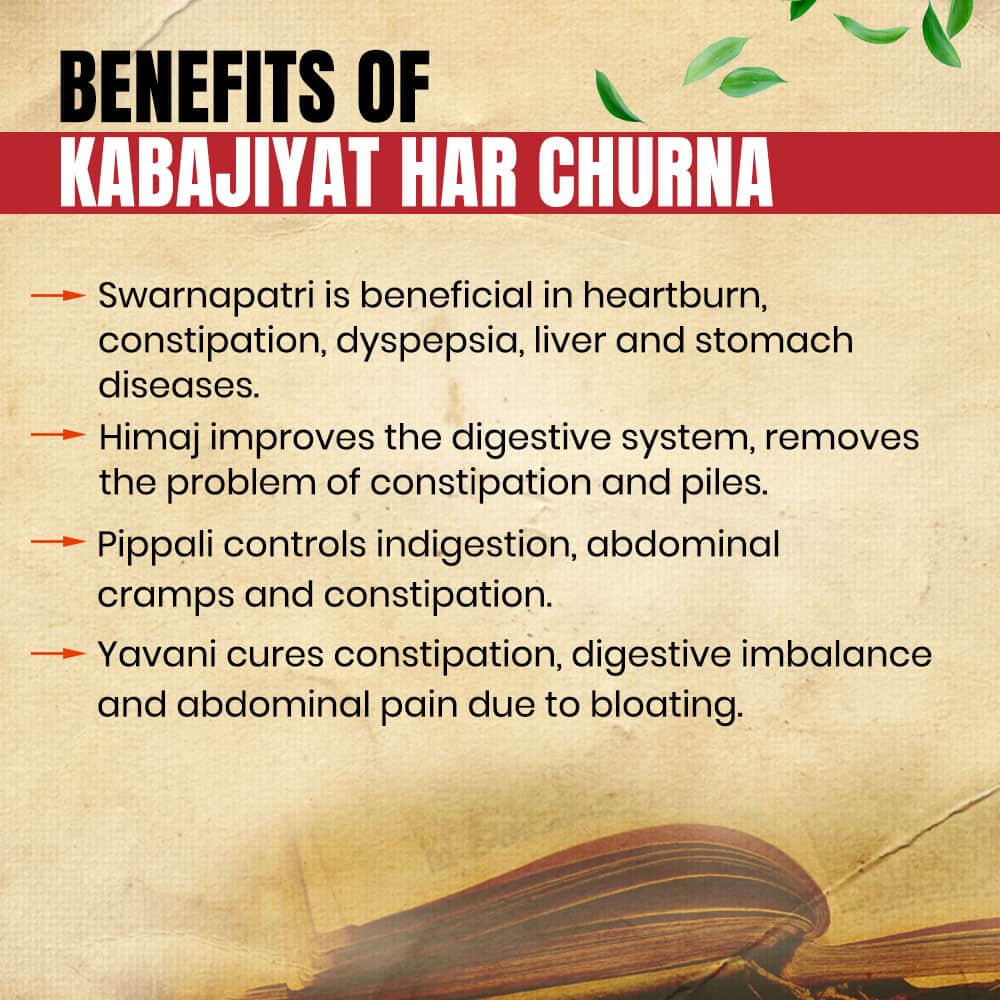 BENEFITS OF
KABAJIYAT HAR CHURNA
Swarnapatri is beneficial in heartburn,
constipation, dyspepsia, liver and stomach
diseases.
Himaj improves the digestive system, removes
the problem of constipation and piles.
Pippali controls indigestion, abdominal
cramps and constipation.
Yavani cures constipation, digestive imbalance
and abdominal pain due to bloating.